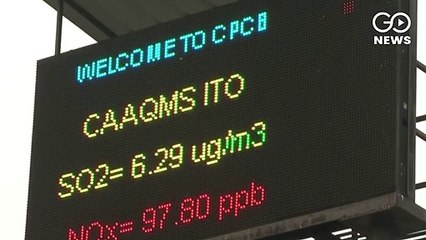 GO
NEWS
WELCOME TO CPCB
CAAQMS ITO
SO2= 6.29 ug/m3
NOx= 97.80 ppb